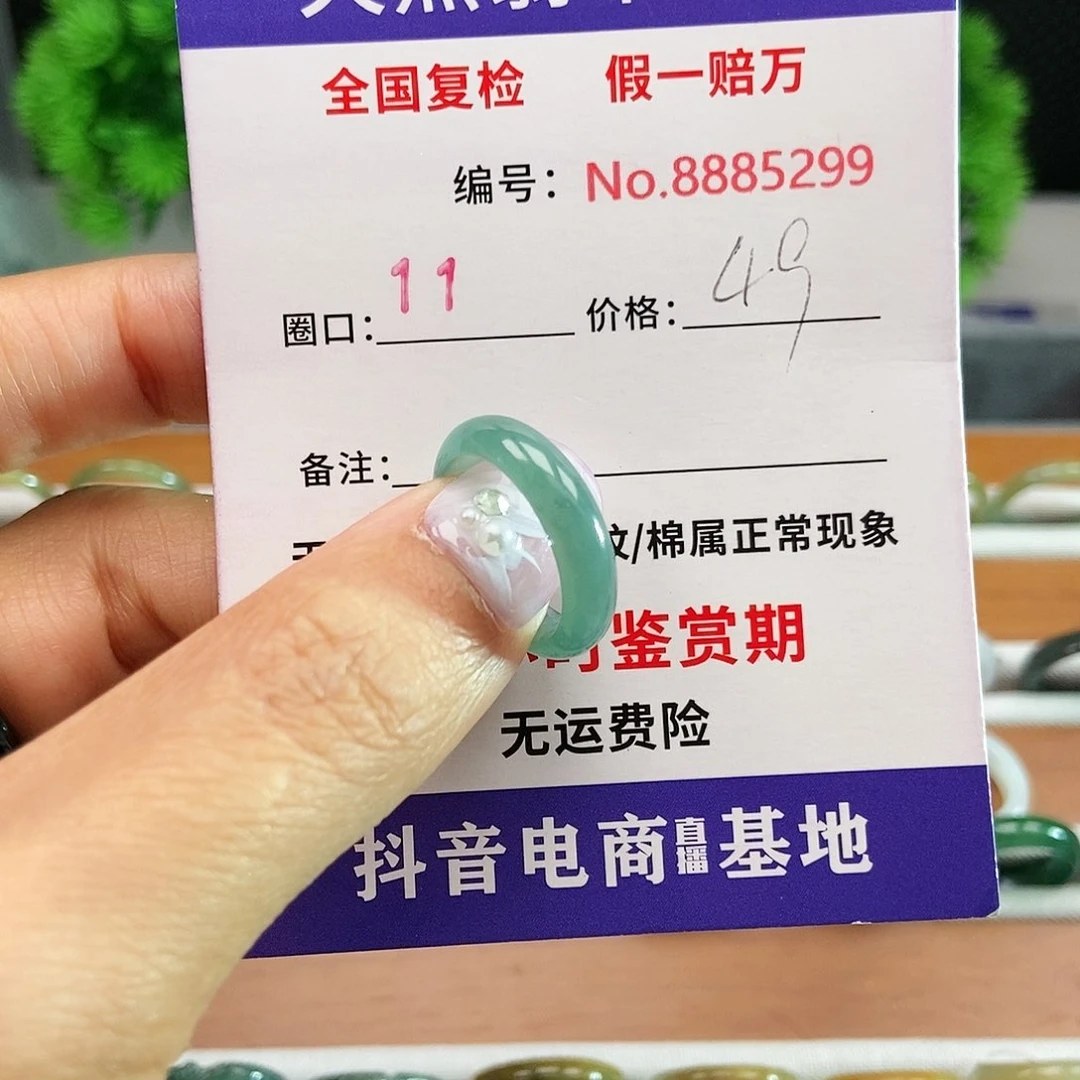 全国复检 假一赔万
编号：No.8885299
圈口：11 价格：49
备注：
纹/棉属正常现象
鉴赏期
无运费险
抖音电商直播基地